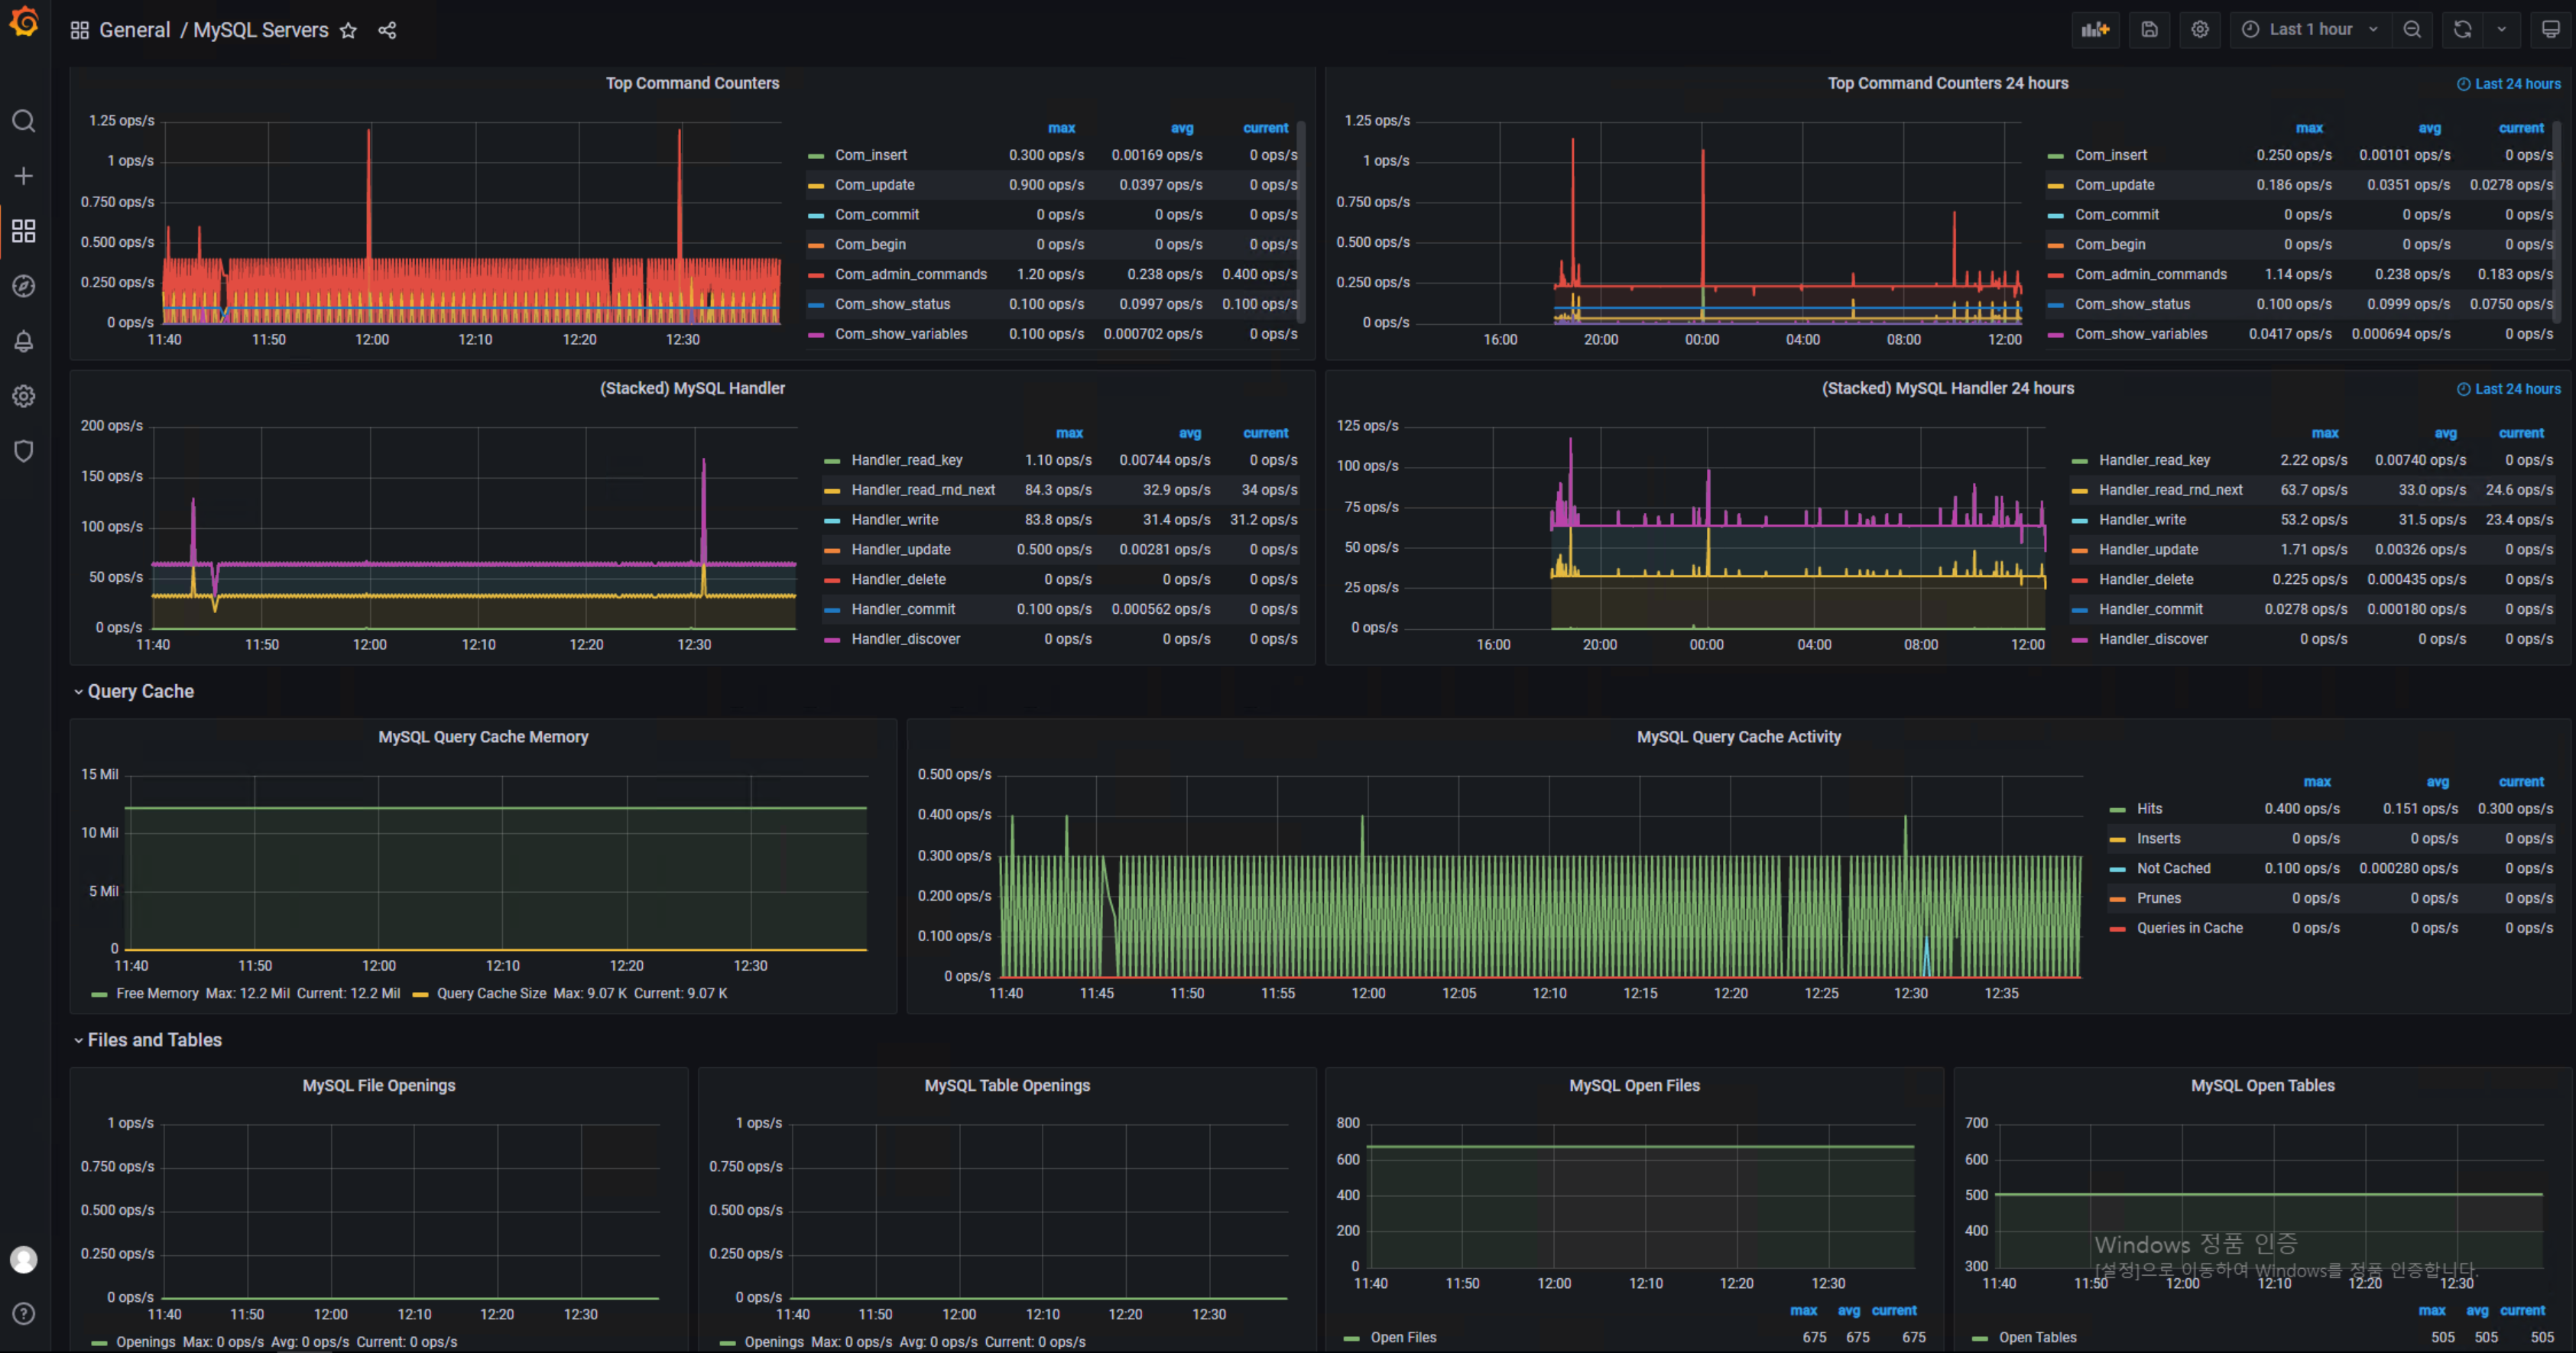 General / MySQL Servers
Last 1 hour
Top Command Counters
1.25 ops/s
1 ops/s
0.750 ops/s
0.500 ops/s
0.250 ops/s
0 ops/s
11:40 11:50 12:00 12:10 12:20 12:30
max avg current
Com_insert 0.300 ops/s 0.00169 ops/s 0 ops/s
Com_update 0.900 ops/s 0.0397 ops/s 0 ops/s
Com_commit 0 ops/s 0 ops/s 0 ops/s
Com_begin 0 ops/s 0 ops/s 0 ops/s
Com_admin_commands 1.20 ops/s 0.238 ops/s 0.400 ops/s
Com_show_status 0.100 ops/s 0.0997 ops/s 0.100 ops/s
Com_show_variables 0.100 ops/s 0.000702 ops/s 0 ops/s
Top Command Counters 24 hours
Last 24 hours
1.25 ops/s
1 ops/s
0.750 ops/s
0.500 ops/s
0.250 ops/s
0 ops/s
16:00 20:00 00:00 04:00 08:00 12:00
max avg current
Com_insert 0.250 ops/s 0.00101 ops/s 0 ops/s
Com_update 0.186 ops/s 0.0351 ops/s 0.0278 ops/s
Com_commit 0 ops/s 0 ops/s 0 ops/s
Com_begin 0 ops/s 0 ops/s 0 ops/s
Com_admin_commands 1.14 ops/s 0.238 ops/s 0.183 ops/s
Com_show_status 0.100 ops/s 0.0999 ops/s 0.0750 ops/s
Com_show_variables 0.0417 ops/s 0.000694 ops/s 0 ops/s
(Stacked) MySQL Handler
200 ops/s
150 ops/s
100 ops/s
50 ops/s
0 ops/s
11:40 11:50 12:00 12:10 12:20 12:30
max avg current
Handler_read_key 1.10 ops/s 0.00744 ops/s 0 ops/s
Handler_read_rnd_next 84.3 ops/s 32.9 ops/s 34 ops/s
Handler_write 83.8 ops/s 31.4 ops/s 31.2 ops/s
Handler_update 0.500 ops/s 0.00281 ops/s 0 ops/s
Handler_delete 0 ops/s 0 ops/s 0 ops/s
Handler_commit 0.100 ops/s 0.000562 ops/s 0 ops/s
Handler_discover 0 ops/s 0 ops/s 0 ops/s
(Stacked) MySQL Handler 24 hours
Last 24 hours
125 ops/s
100 ops/s
75 ops/s
50 ops/s
25 ops/s
0 ops/s
16:00 20:00 00:00 04:00 08:00 12:00
max avg current
Handler_read_key 2.22 ops/s 0.00740 ops/s 0 ops/s
Handler_read_rnd_next 63.7 ops/s 33.0 ops/s 24.6 ops/s
Handler_write 53.2 ops/s 31.5 ops/s 23.4 ops/s
Handler_update 1.71 ops/s 0.00326 ops/s 0 ops/s
Handler_delete 0.225 ops/s 0.000435 ops/s 0 ops/s
Handler_commit 0.0278 ops/s 0.000180 ops/s 0 ops/s
Handler_discover 0 ops/s 0 ops/s 0 ops/s
Query Cache
MySQL Query Cache Memory
15 Mil
10 Mil
5 Mil
0
11:40 11:50 12:00 12:10 12:20 12:30
Free Memory Max: 12.2 Mil Current: 12.2 Mil Query Cache Size Max: 9.07 K Current: 9.07 K
MySQL Query Cache Activity
0.500 ops/s
0.400 ops/s
0.300 ops/s
0.200 ops/s
0.100 ops/s
0 ops/s
11:40 11:45 11:50 11:55 12:00 12:05 12:10 12:15 12:20 12:25 12:30 12:35
max avg current
Hits 0.400 ops/s 0.151 ops/s 0.300 ops/s
Inserts 0 ops/s 0 ops/s 0 ops/s
Not Cached 0.100 ops/s 0.000280 ops/s 0 ops/s
Prunes 0 ops/s 0 ops/s 0 ops/s
Queries in Cache 0 ops/s 0 ops/s 0 ops/s
Files and Tables
MySQL File Openings
1 ops/s
0.750 ops/s
0.500 ops/s
0.250 ops/s
0 ops/s
11:40 11:50 12:00 12:10 12:20 12:30
Openings Max: 0 ops/s Avg: 0 ops/s Current: 0 ops/s
MySQL Table Openings
1 ops/s
0.750 ops/s
0.500 ops/s
0.250 ops/s
0 ops/s
11:40 11:50 12:00 12:10 12:20 12:30
Openings Max: 0 ops/s Avg: 0 ops/s Current: 0 ops/s
MySQL Open Files
800
600
400
200
0
11:40 11:50 12:00 12:10 12:20 12:30
max avg current
Open Files 675 675 675
MySQL Open Tables
700
600
500
400
300
11:40 11:50 12:00 12:10 12:20 12:30
max avg current
Open Tables 505 505 505
Windows 정품 인증
[설정]으로 이동하여 Windows를 정품 인증합니다.